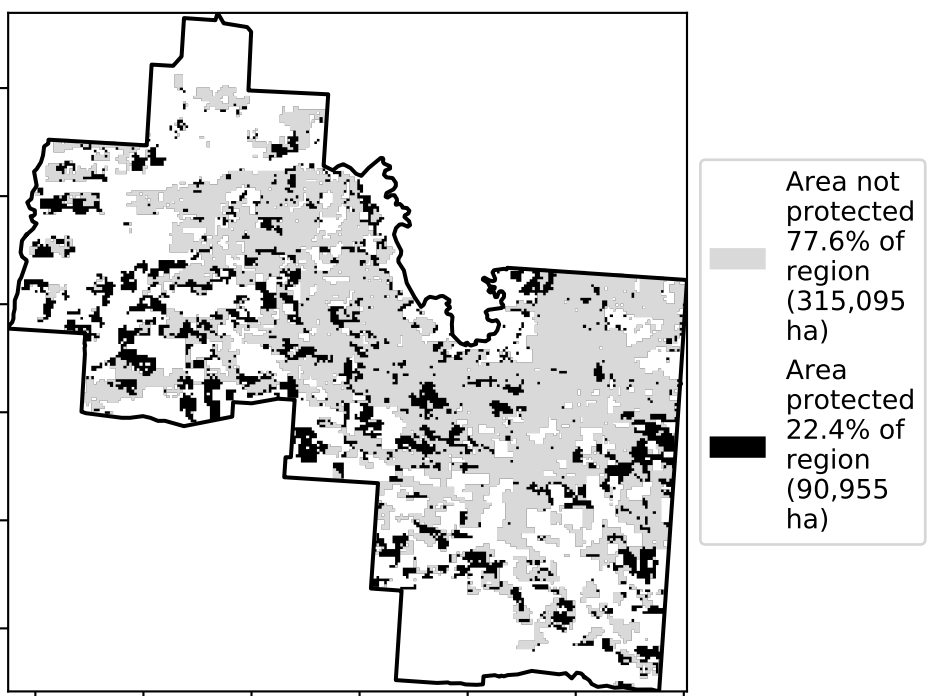 Area not
protected
77.6% of
region
(315,095
ha)
Area
protected
22.4% of
region
(90,955
ha)